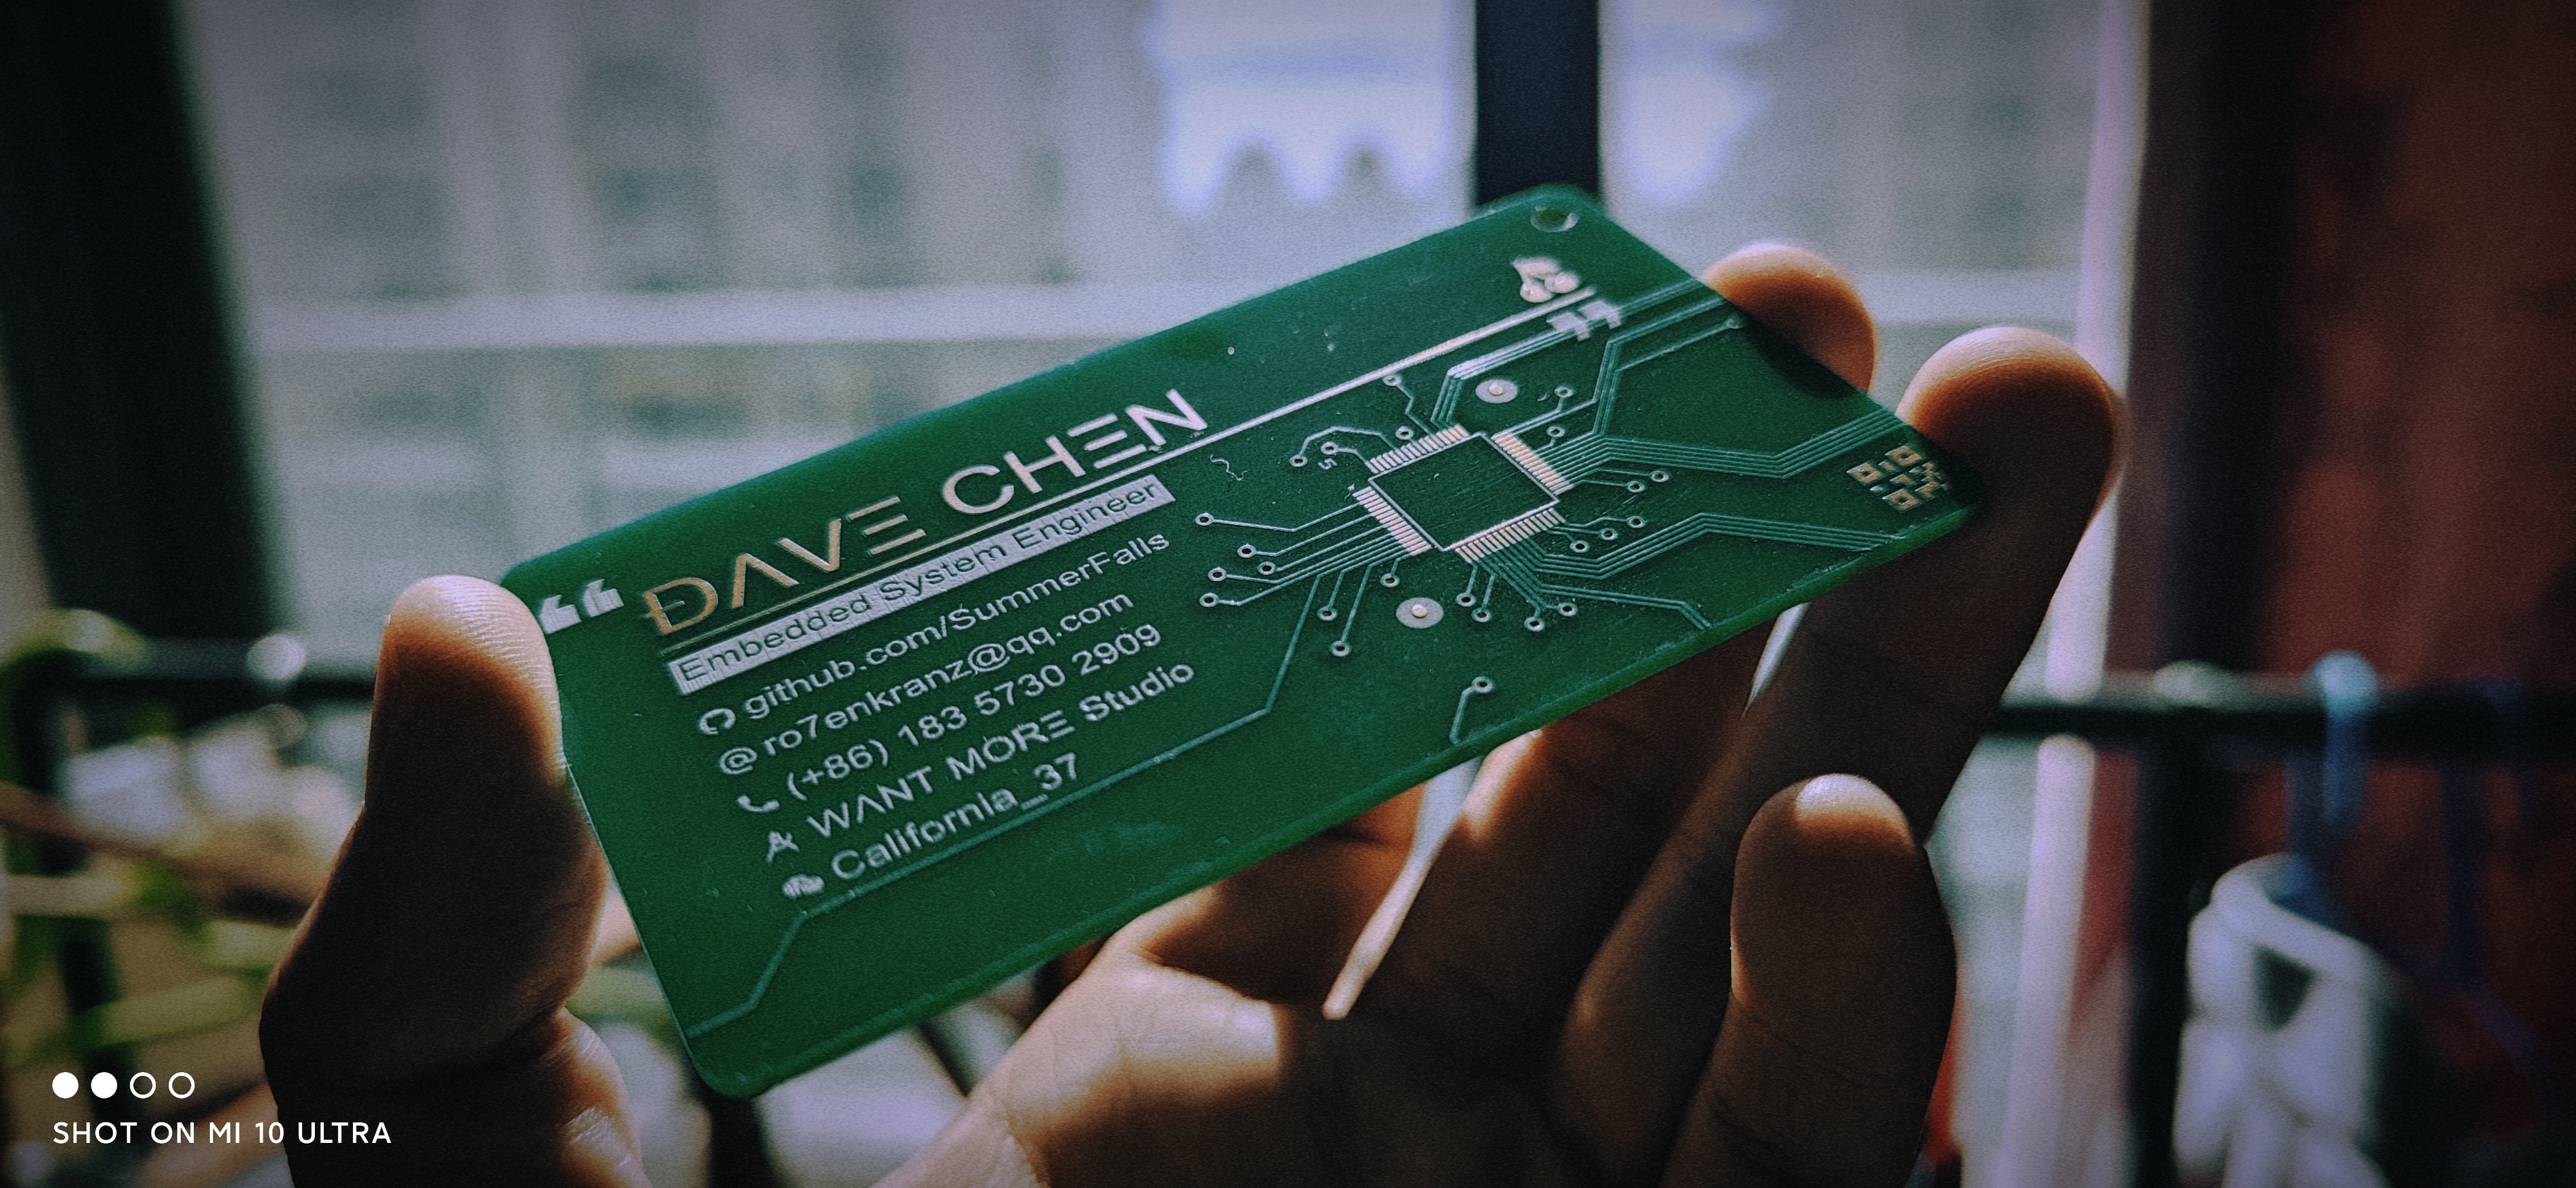 DAVE CHEN
Embedded System Engineer
github.com/SummerFalls
@ ro7enkranz@qq.com
(+86) 183 5730 2909
WANT MORE Studio
California_37
SHOT ON MI 10 ULTRA